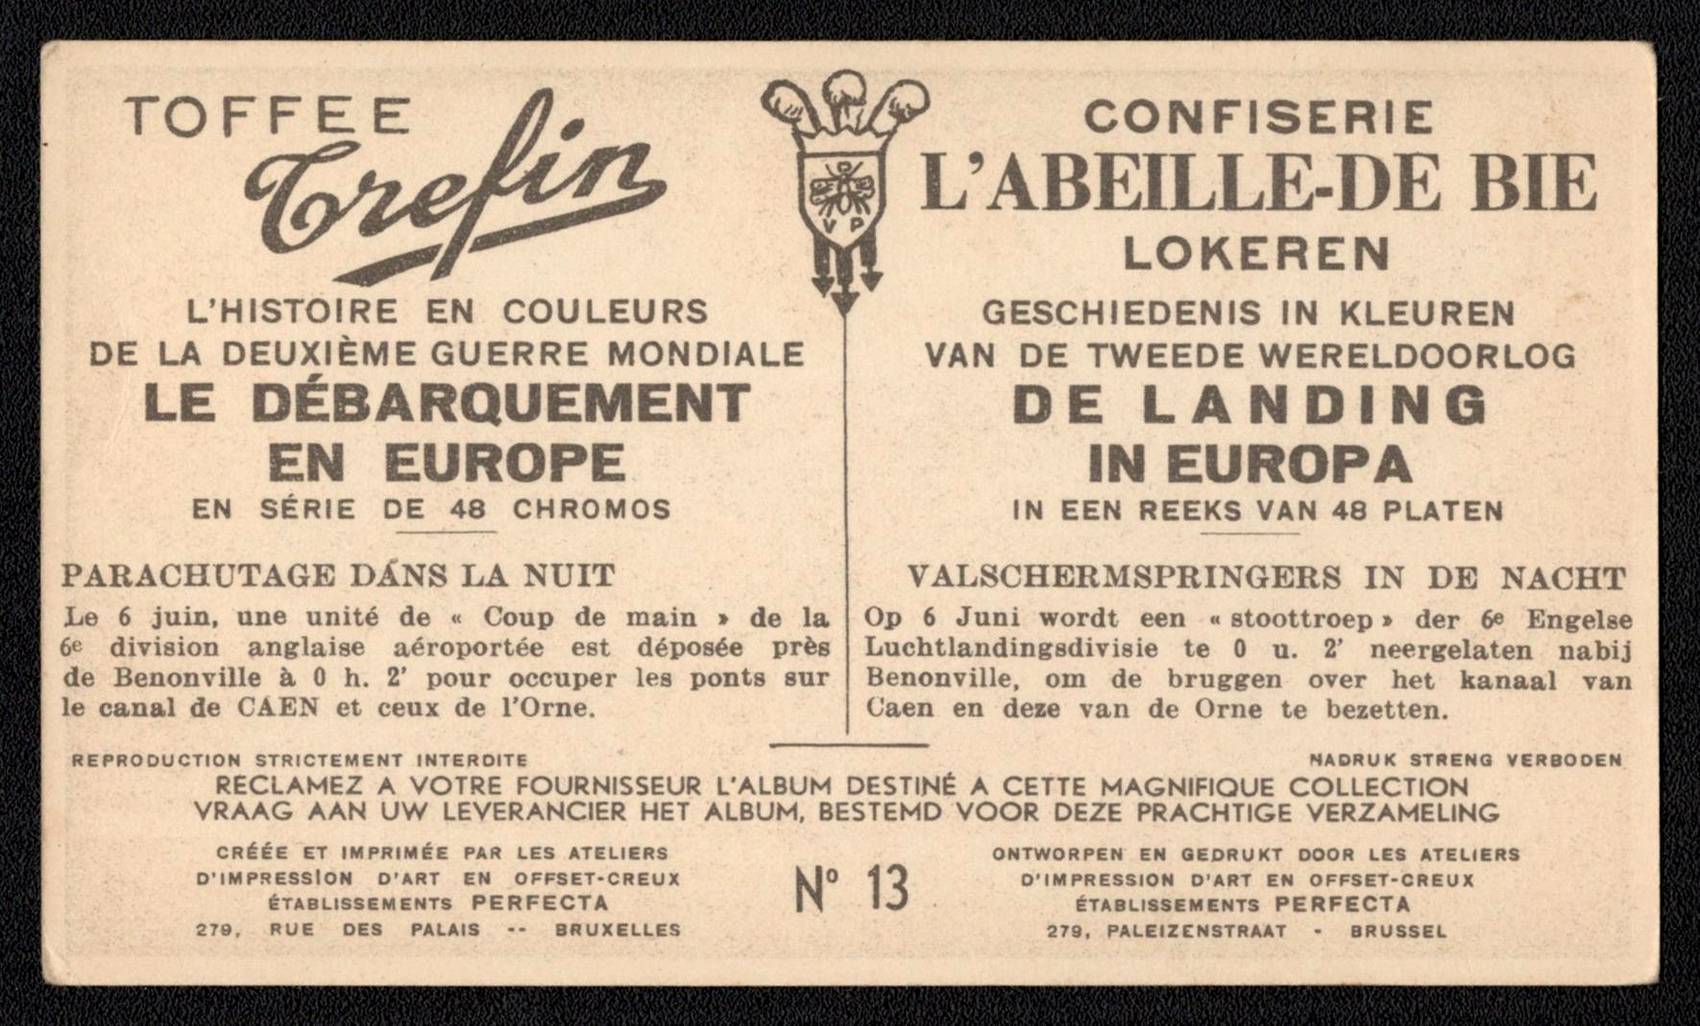 TOFFEE
Trefin
L'HISTOIRE EN COULEURS
DE LA DEUXIÈME GUERRE MONDIALE
LE DÉBARQUEMENT
EN EUROPE
EN SÉRIE DE 48 CHROMOS
PARACHUTAGE DANS LA NUIT
Le 6 juin, une unité de « Coup de main » de la
6e division anglaise aéroportée est déposée près
de Benonville à 0 h. 2' pour occuper les ponts sur
le canal de CAEN et ceux de l'Orne.
REPRODUCTION STRICTEMENT INTERDITE
P
V P
CONFISERIE
L'ABEILLE-DE BIE
LOKEREN
GESCHIEDENIS IN KLEUREN
VAN DE TWEEDE WERELDOORLOG
DE LANDING
IN EUROPA
IN EEN REEKS VAN 48 PLATEN
VALSCHERMSPRINGERS IN DE NACHT
Op 6 Juni wordt een « stoottroep » der 6e Engelse
Luchtlandingsdivisie te 0 u. 2' neergelaten nabij
Benonville, om de bruggen over het kanaal van
Caen en deze van de Orne te bezetten.
NADRUK STRENG VERBODEN
RECLAMEZ A VOTRE FOURNISSEUR L'ALBUM DESTINÉ A CETTE MAGNIFIQUE COLLECTION
VRAAG AAN UW LEVERANCIER HET ALBUM, BESTEMD VOOR DEZE PRACHTIGE VERZAMELING
CRÉÉE ET IMPRIMÉE PAR LES ATELIERS
D'IMPRESSION D'ART EN OFFSET-CREUX
ÉTABLISSEMENTS PERFECTA
279, RUE DES PALAIS -- BRUXELLES
Nº 13
ONTWORPEN EN GEDRUKT DOOR LES ATELIERS
D'IMPRESSION D'ART EN OFFSET-CREUX
ÉTABLISSEMENTS PERFECTA
279, PALEIZENSTRAAT - BRUSSEL